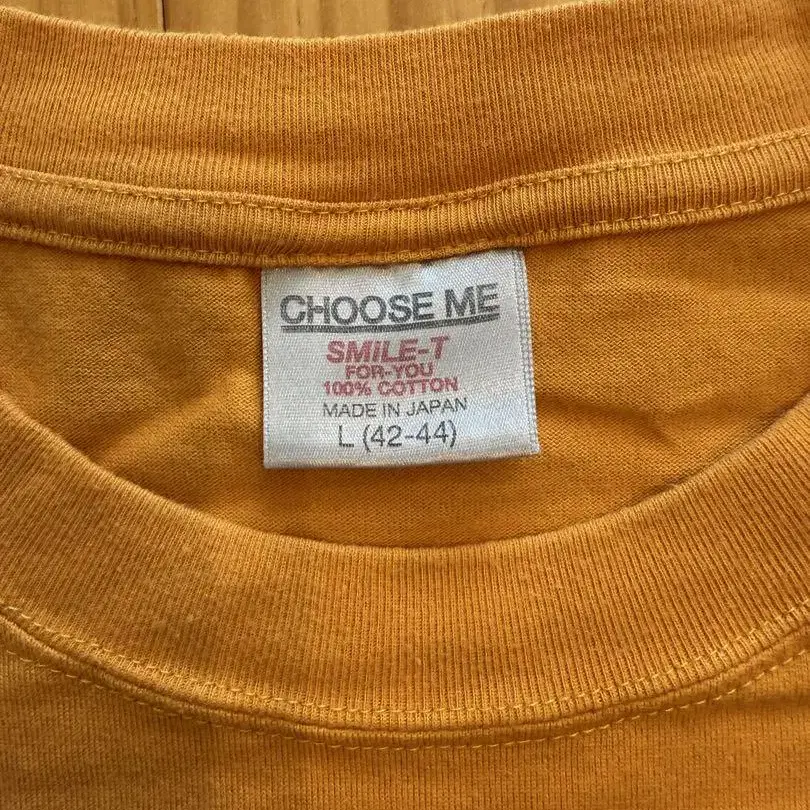 CHOOSE ME
SMiLE-T
FOR-YOU
100% COTTON
MADE IN JAPAN
L (42-44)